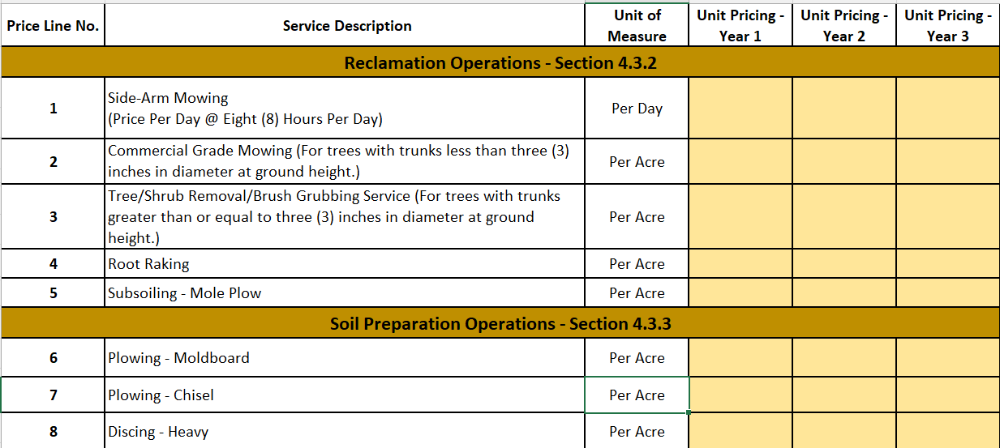 Price Line No. Service Description Unit of Measure Unit Pricing - Year 1 Unit Pricing - Year 2 Unit Pricing - Year 3
Reclamation Operations - Section 4.3.2
1 Side-Arm Mowing
(Price Per Day @ Eight (8) Hours Per Day) Per Day
2 Commercial Grade Mowing (For trees with trunks less than three (3)
inches in diameter at ground height.) Per Acre
3 Tree/Shrub Removal/Brush Grubbing Service (For trees with trunks
greater than or equal to three (3) inches in diameter at ground
height.) Per Acre
4 Root Raking Per Acre
5 Subsoiling - Mole Plow Per Acre
Soil Preparation Operations - Section 4.3.3
6 Plowing - Moldboard Per Acre
7 Plowing - Chisel Per Acre
8 Discing - Heavy Per Acre